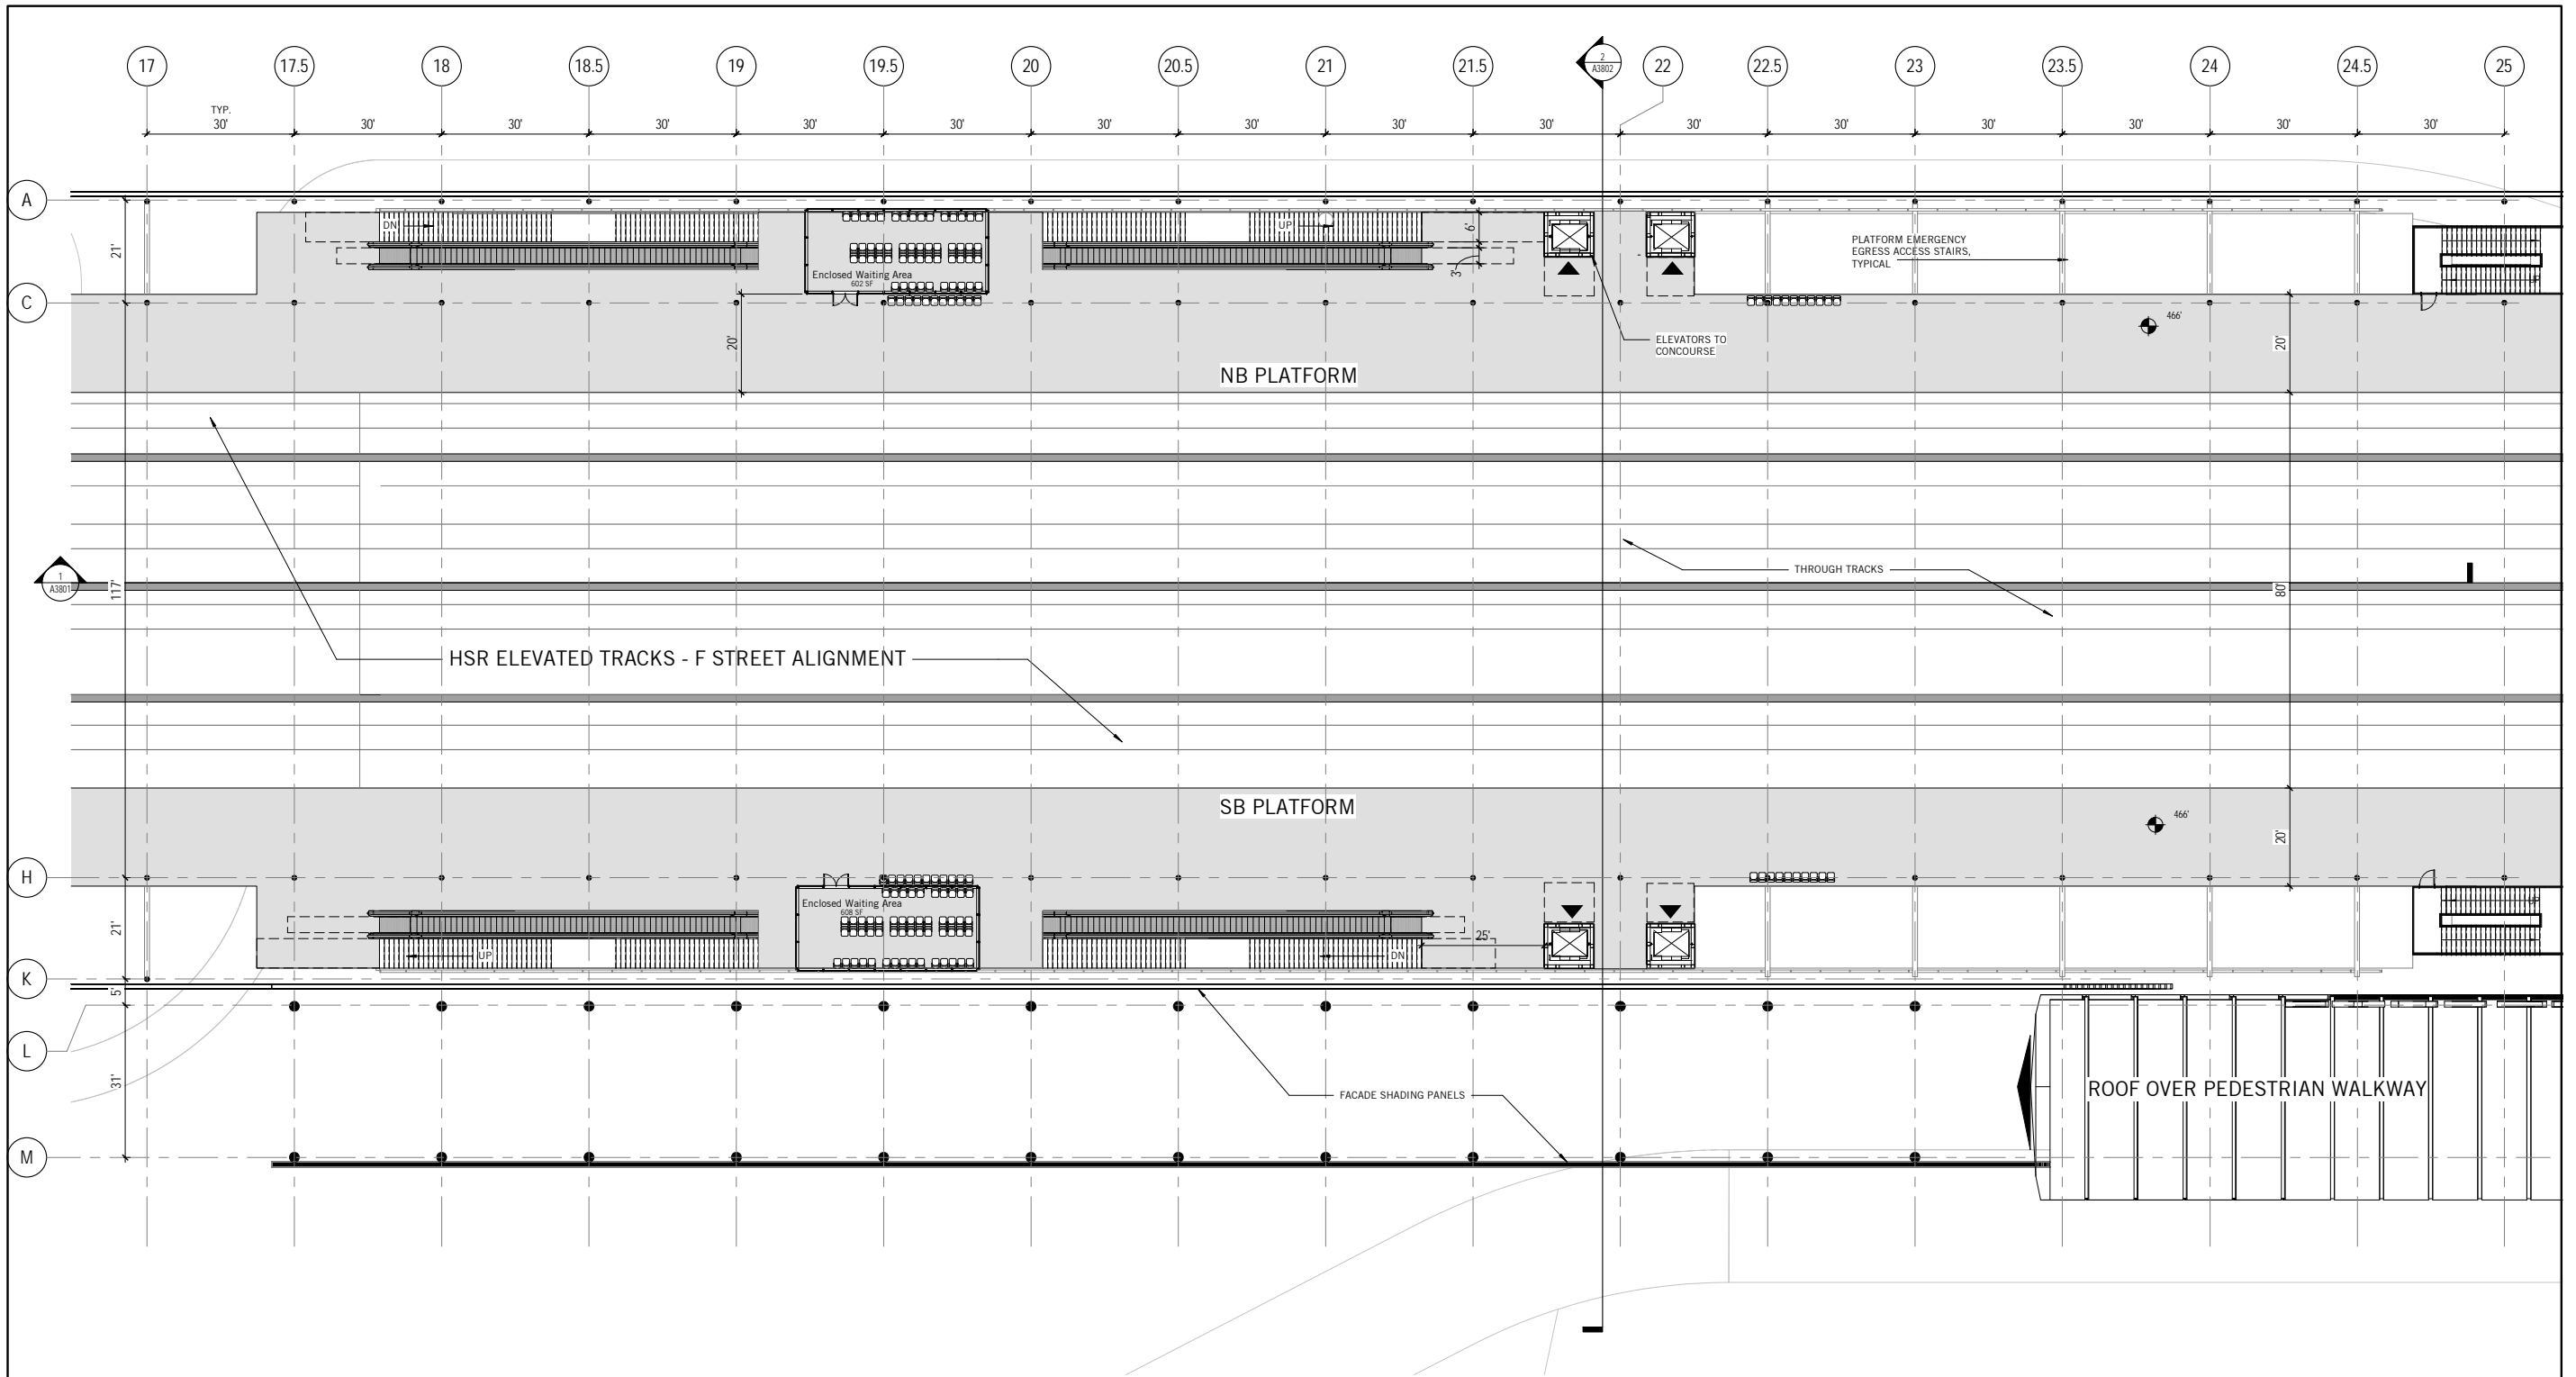 17 17.5 18 18.5 19 19.5 20 20.5 21 21.5 2 22 22.5 23 23.5 24 24.5 25
A3802
TYP.
30' 30' 30' 30' 30' 30' 30' 30' 30' 30' 30' 30' 30' 30' 30' 30'
A
DN
UP
6'
21'
PLATFORM EMERGENCY
EGRESS ACCESS STAIRS,
TYPICAL
Enclosed Waiting Area
602 SF
3'
C
466'
20'
ELEVATORS TO
CONCOURSE
20'
NB PLATFORM
THROUGH TRACKS
1
A3801
117'
80'
HSR ELEVATED TRACKS - F STREET ALIGNMENT
SB PLATFORM
466'
20'
H
Enclosed Waiting Area
608 SF
UP
21'
25'
UP
DN
K
5'
L
31'
FACADE SHADING PANELS
ROOF OVER PEDESTRIAN WALKWAY
M